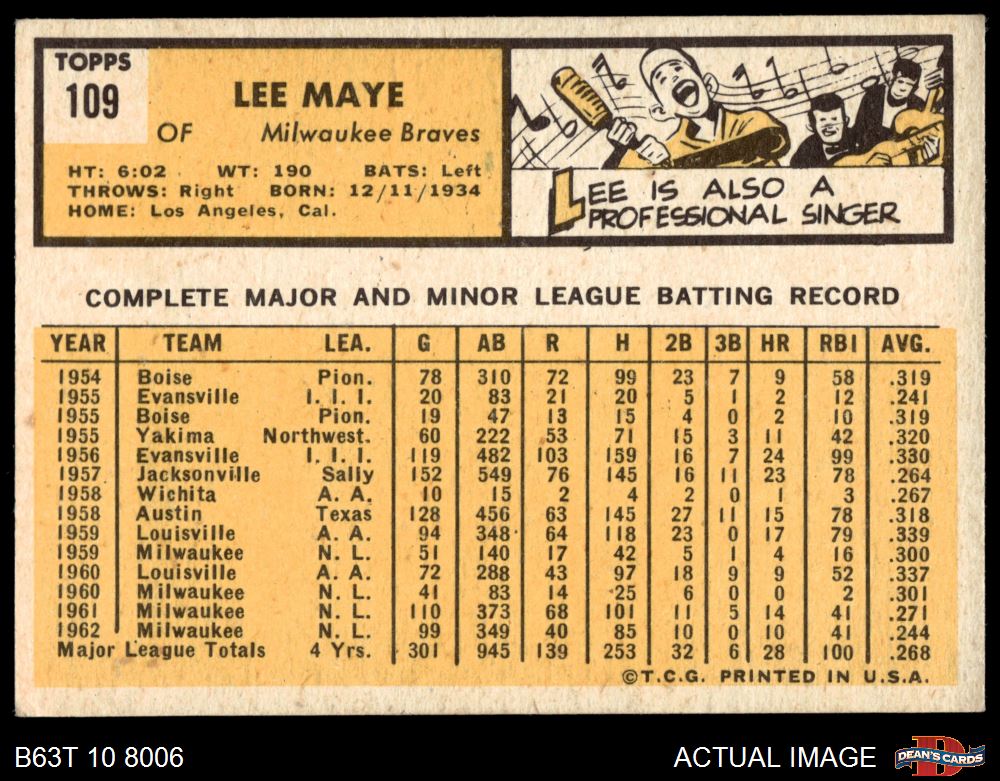 TOPPS
109
LEE MAYE
OF Milwaukee Braves
HT: 6:02 WT: 190 BATS: Left
THROWS: Right BORN: 12/11/1934
HOME: Los Angeles, Cal.
LEE IS ALSO A
PROFESSIONAL SINGER
COMPLETE MAJOR AND MINOR LEAGUE BATTING RECORD
YEAR TEAM LEA. G AB R H 2B 3B HR RBI AVG.
1954 Boise Pion. 78 310 72 99 23 7 9 58 .319
1955 Evansville I. I. I. 20 83 21 20 5 1 2 12 .241
1955 Boise Pion. 19 47 13 15 4 0 2 10 .319
1955 Yakima Northwest. 60 222 53 71 15 3 11 42 .320
1956 Evansville I. I. I. 119 482 103 159 16 7 24 99 .330
1957 Jacksonville Sally 152 549 76 145 16 11 23 78 .264
1958 Wichita A. A. 10 15 2 4 2 0 1 3 .267
1958 Austin Texas 128 456 63 145 27 11 15 78 .318
1959 Louisville A. A. 94 348 64 118 23 0 17 79 .339
1959 Milwaukee N. L. 51 140 17 42 5 1 4 16 .300
1960 Louisville A. A. 72 288 43 97 18 9 9 52 .337
1960 Milwaukee N. L. 41 83 14 25 6 0 0 2 .301
1961 Milwaukee N. L. 110 373 68 101 11 5 14 41 .271
1962 Milwaukee N. L. 99 349 40 85 10 0 10 41 .244
Major League Totals 4 Yrs. 301 945 139 253 32 6 28 100 .268
©T.C.G. PRINTED IN U.S.A.
B63T 10 8006
ACTUAL IMAGE
D
DEAN'S CARDS